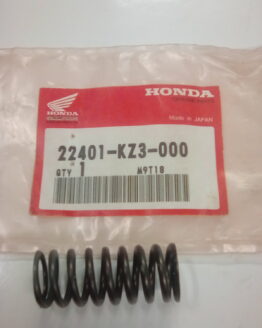 HONDA
HONDA
Made in JAPAN
22401-KZ3-000
QTY 1 M9T18